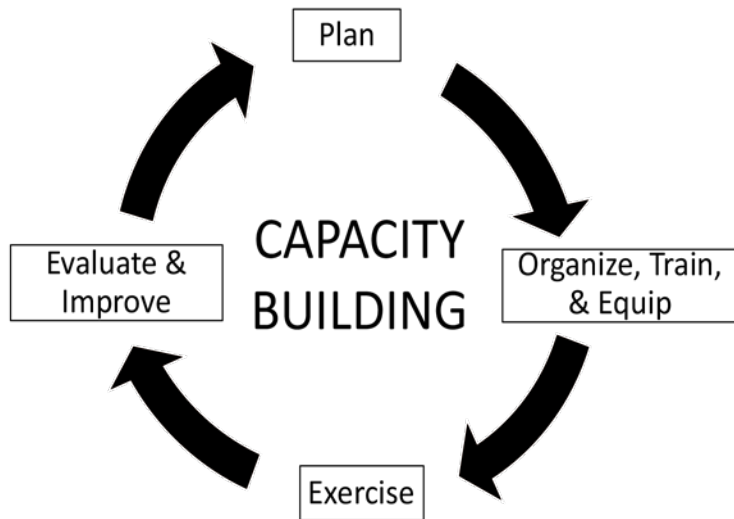 Plan
CAPACITY
BUILDING
Evaluate &
Improve
Organize, Train,
& Equip
Exercise